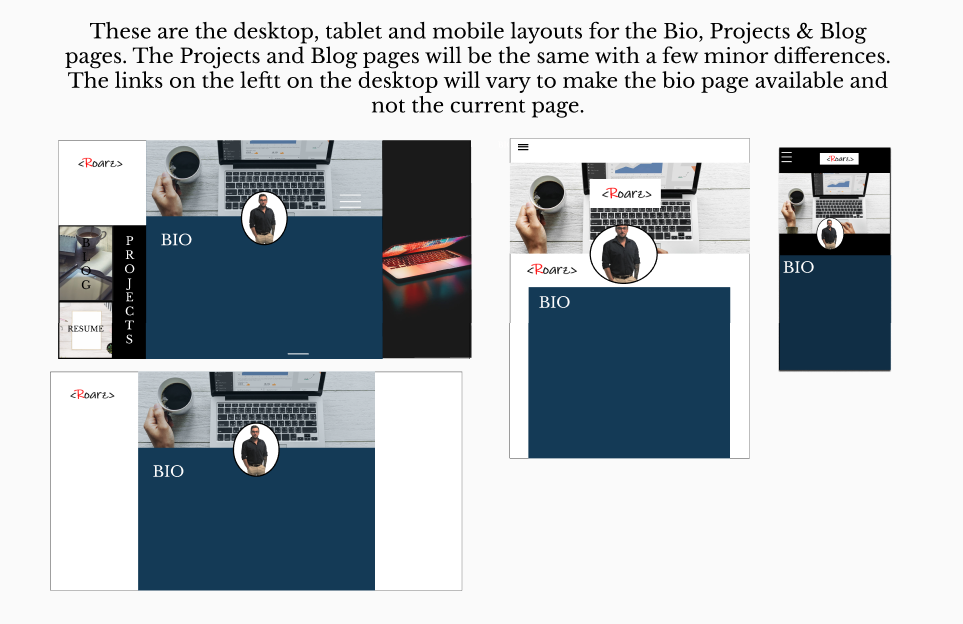 These are the desktop, tablet and mobile layouts for the Bio, Projects & Blog
pages. The Projects and Blog pages will be the same with a few minor differences.
The links on the leftt on the desktop will vary to make the bio page available and
not the current page.
<Roarz>
BIO
BLOG
PROJECTS
RESUME
<Roarz>
BIO
<Roarz>
<Roarz>
BIO
<Roarz>
BIO